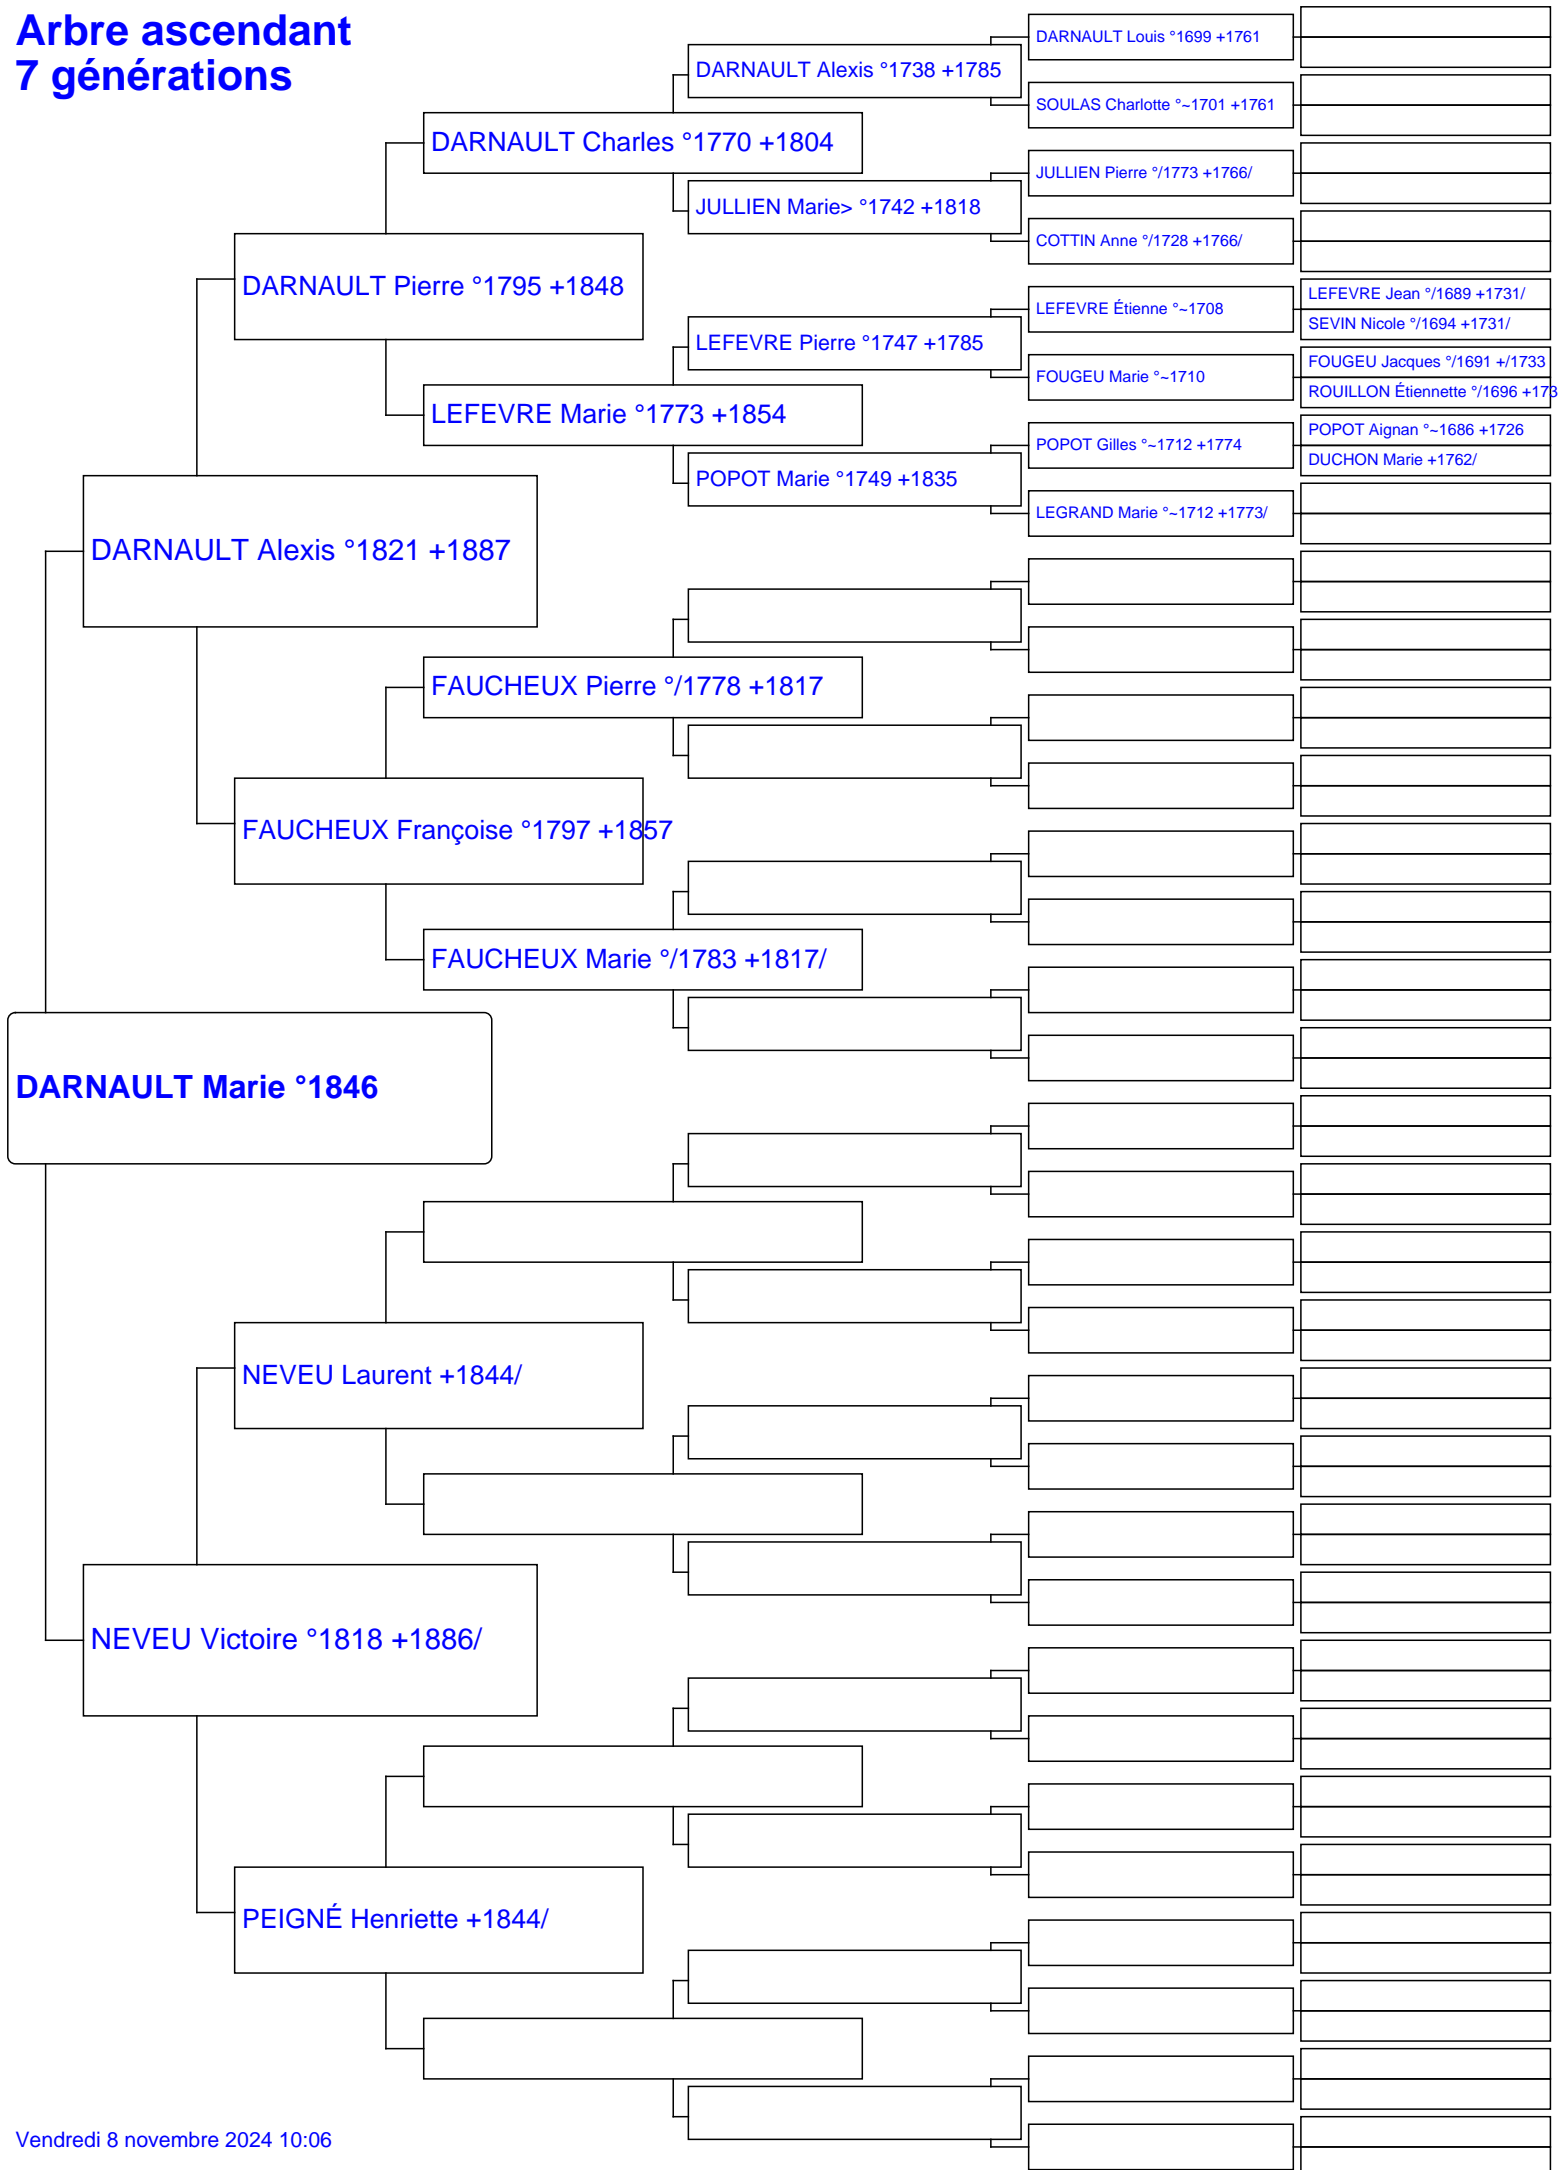 Arbre ascendant
7 générations
DARNAULT Louis °1699 +1761
DARNAULT Alexis °1738 +1785
SOULAS Charlotte °~1701 +1761
DARNAULT Charles °1770 +1804
JULLIEN Pierre °/1773 +1766/
JULLIEN Marie> °1742 +1818
COTTIN Anne °/1728 +1766/
DARNAULT Pierre °1795 +1848
LEFEVRE Jean °/1689 +1731/
LEFEVRE Étienne °~1708
SEVIN Nicole °/1694 +1731/
LEFEVRE Pierre °1747 +1785
FOUGEU Jacques °/1691 +/1733
FOUGEU Marie °~1710
ROUILLON Étiennette °/1696 +173
LEFEVRE Marie °1773 +1854
POPOT Aignan °~1686 +1726
POPOT Gilles °~1712 +1774
DUCHON Marie +1762/
POPOT Marie °1749 +1835
LEGRAND Marie °~1712 +1773/
DARNAULT Alexis °1821 +1887
FAUCHEUX Pierre °/1778 +1817
FAUCHEUX Françoise °1797 +1857
FAUCHEUX Marie °/1783 +1817/
DARNAULT Marie °1846
NEVEU Laurent +1844/
NEVEU Victoire °1818 +1886/
PEIGNÉ Henriette +1844/
Vendredi 8 novembre 2024 10:06